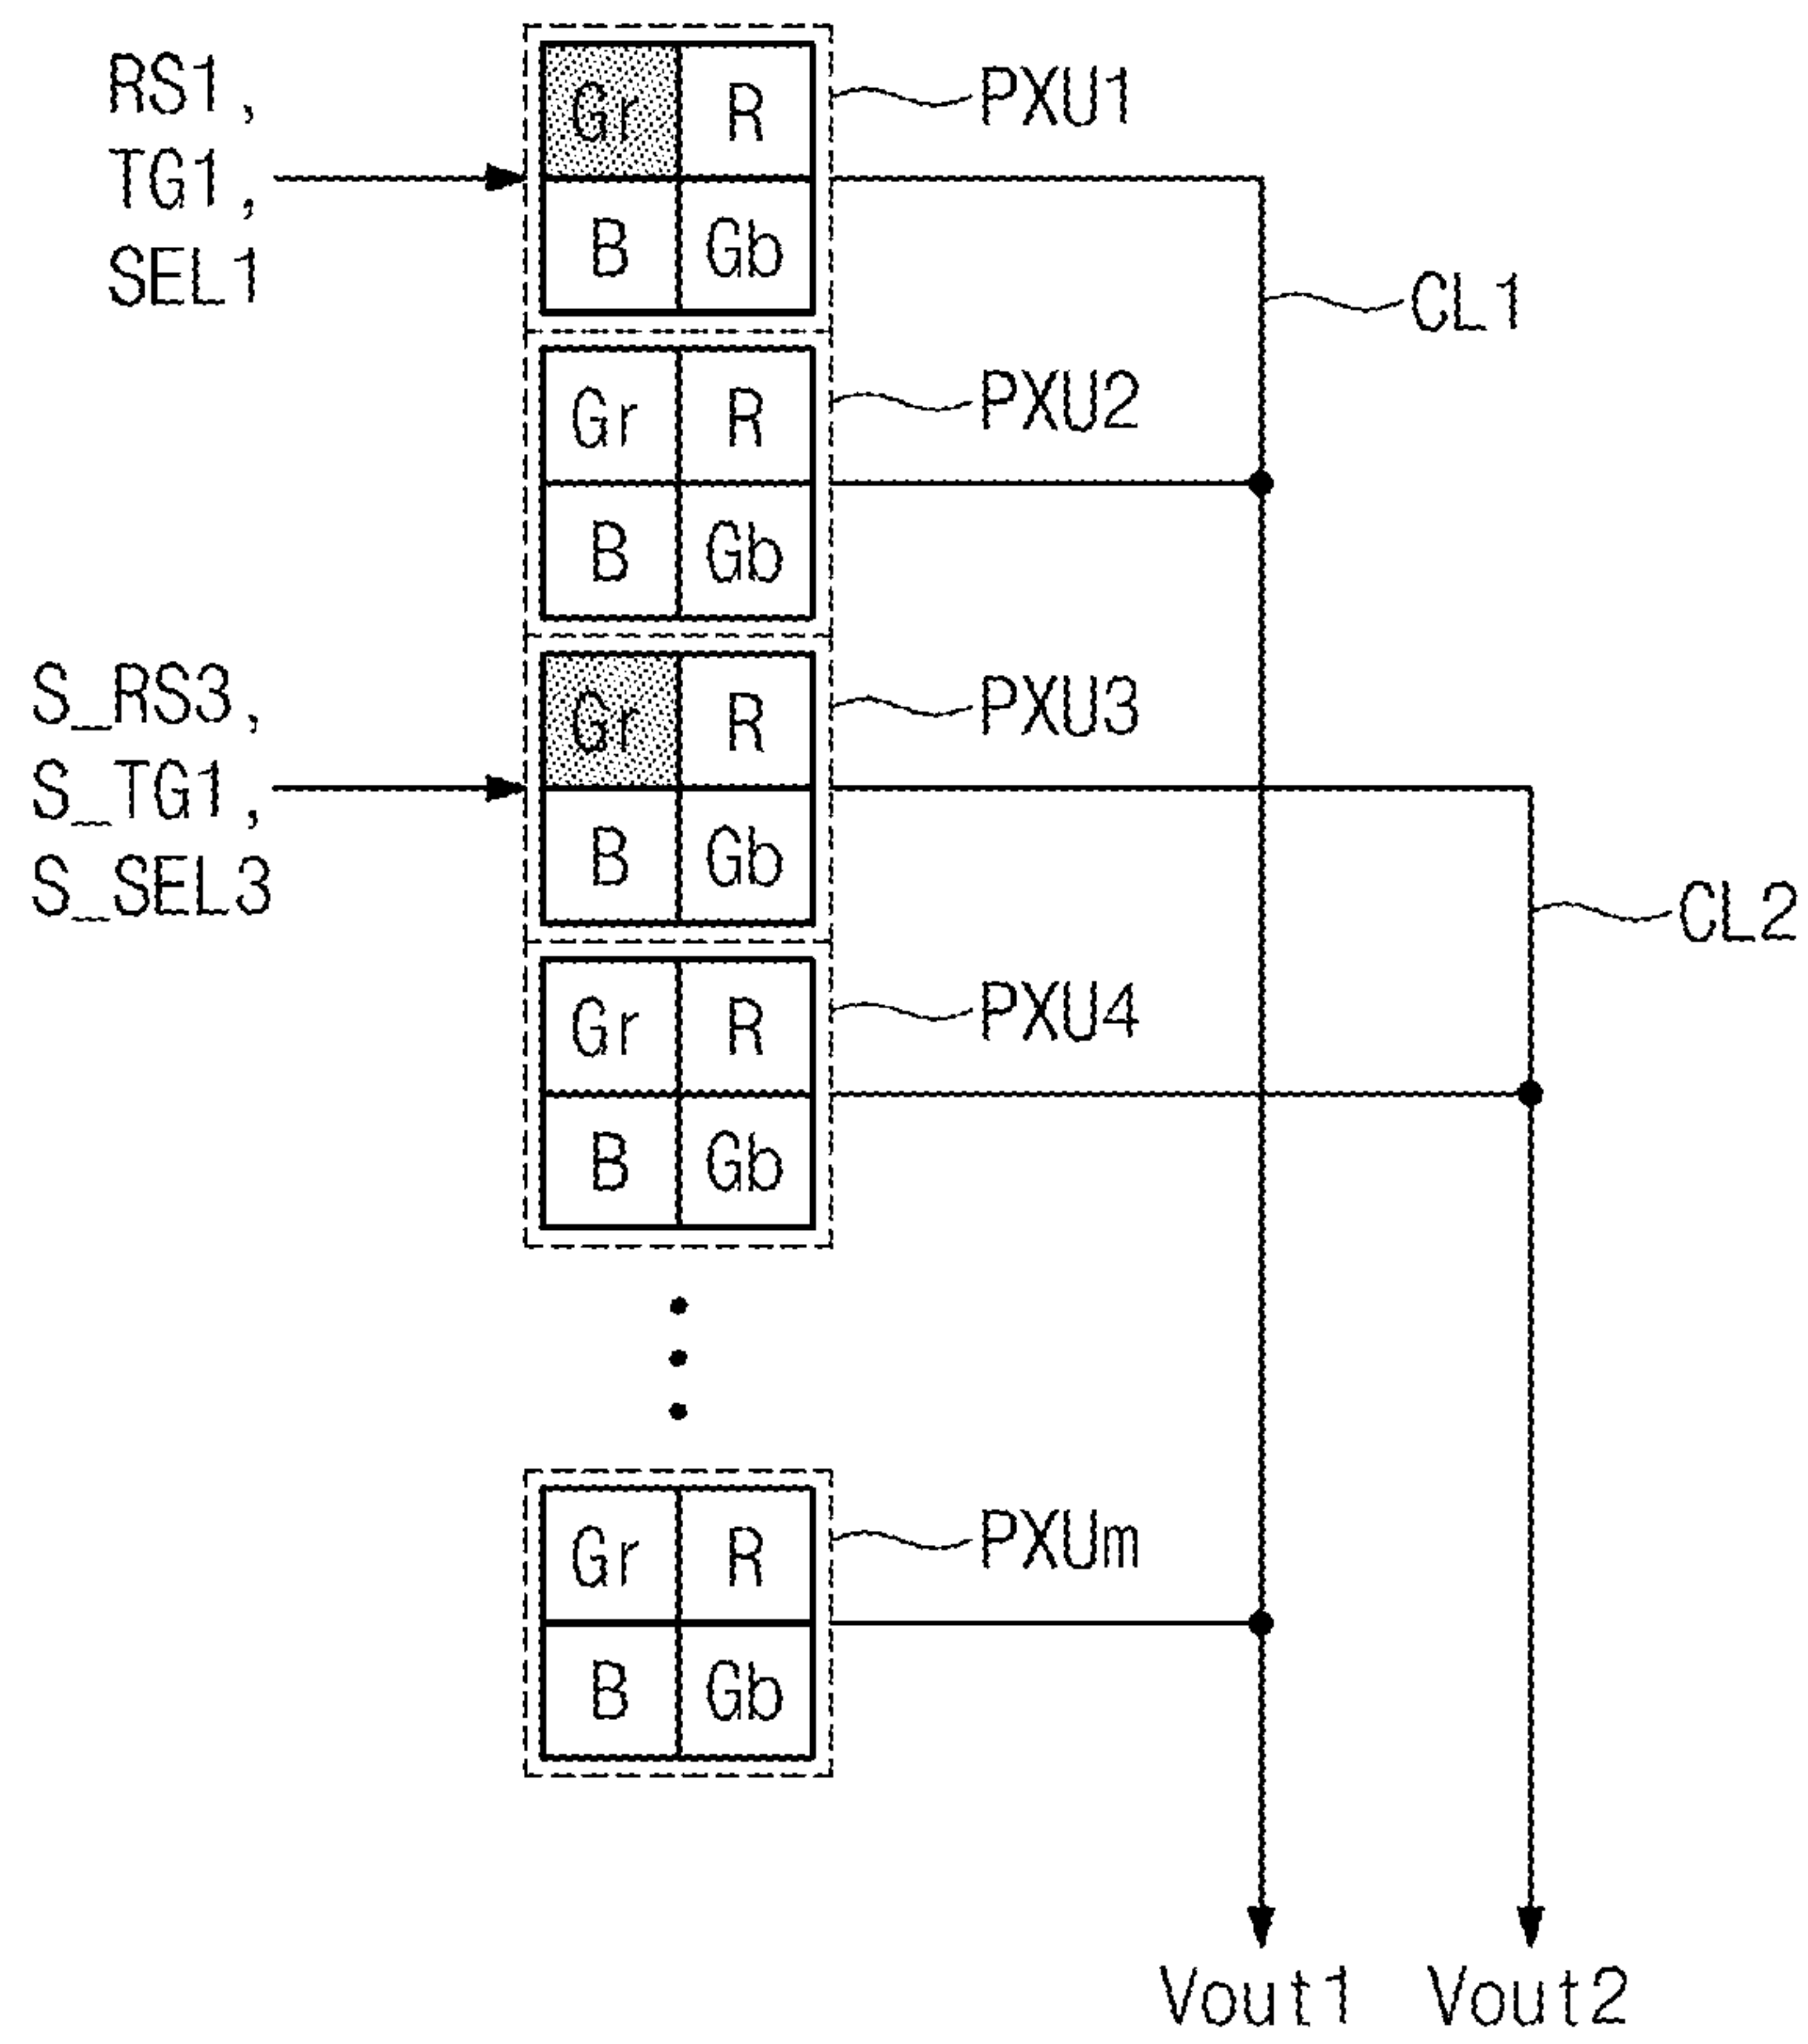 RS1,
TG1,
SEL1
Gr R
B Gb
PXU1
CL1
Gr R
B Gb
PXU2
S_RS3,
S_TG1,
S_SEL3
Gr R
B Gb
PXU3
CL2
Gr R
B Gb
PXU4
Gr R
B Gb
PXUm
Vout1 Vout2